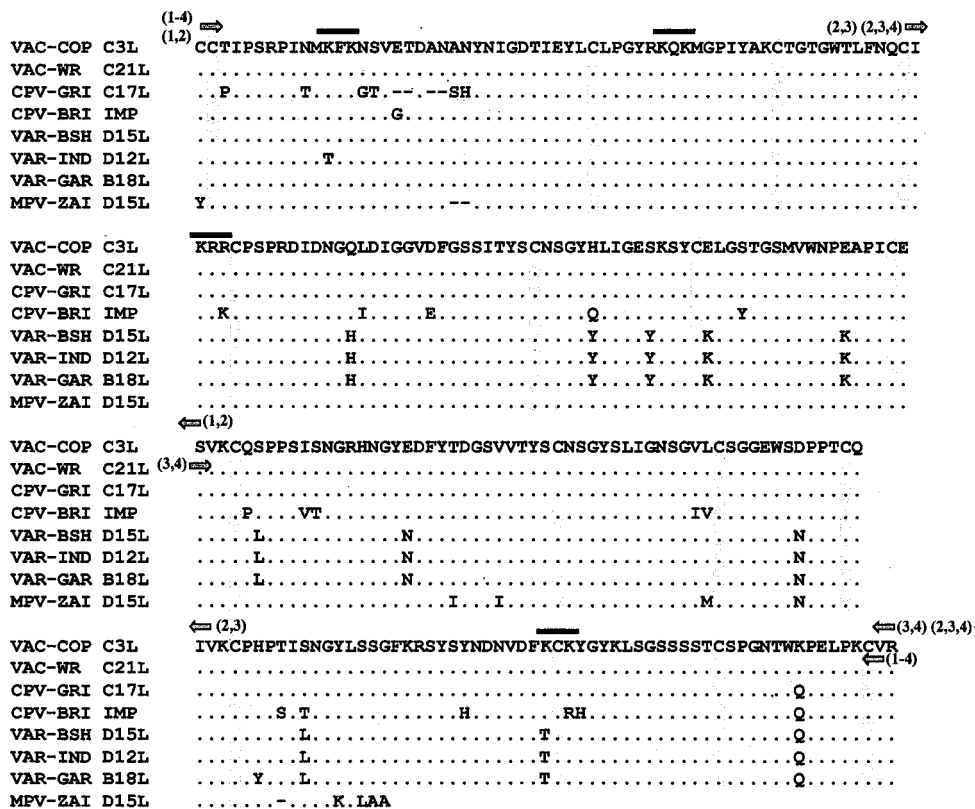 (1-4)
(1,2) (2,3) (2,3,4)
VAC-COP C3L CCTIPSRPINMKFKNSVETDANANYNIGDTIEYLCLPGYRKQKMGPIYAKCTGTGWTLFNQCI
VAC-WR C21L ...............................................................
CPV-GRI C17L ..P......T....GT.--.--SH.......................................
CPV-BRI IMP .................G.............................................
VAR-BSH D15L ...............................................................
VAR-IND D12L ...........T...................................................
VAR-GAR B18L ...............................................................
MPV-ZAI D15L Y.....................--.......................................
VAC-COP C3L KRRCPSPRDIDNGQLDIGGVDFGSSITYSCNSGYHLIGESKSYCELGSTGSMVWNPEAPICE
VAC-WR C21L ..............................................................
CPV-GRI C17L ..............................................................
CPV-BRI IMP ..K...........I.....E.............Q............Y..............
VAR-BSH D15L .............H....................Y....Y....K...........K.....
VAR-IND D12L .............H....................Y....Y....K...........K.....
VAR-GAR B18L .............H....................Y....Y....K...........K.....
MPV-ZAI D15L ..............................................................
(1,2)
VAC-COP C3L SVKCQSPPSISNGRHNGYEDFYTDGSVVTYSCNSGYSLIGNSGVLCSGGEWSDPPTCQ
VAC-WR C21L (3,4) ..........................................................
CPV-GRI C17L ..........................................................
CPV-BRI IMP ....P....VT................................IV.............
VAR-BSH D15L .....L............N.................................N.....
VAR-IND D12L .....L............N.................................N.....
VAR-GAR B18L .....L............N.................................N.....
MPV-ZAI D15L ......................I...I.................M.......N.....
(2,3) (3,4) (2,3,4)
VAC-COP C3L IVKCPHPTISNGYLSSGFKRSYSYNDNVDFKCKYGYKLSGSSSSTCSPGNTWKPELPKCVR
VAC-WR C21L ............................................................. (1-4)
CPV-GRI C17L ....................................................Q........
CPV-BRI IMP .......S.T.............H........RH..................Q........
VAR-BSH D15L .........L....................T.....................Q........
VAR-IND D12L .........L....................T.....................Q........
VAR-GAR B18L .....Y...L....................T.....................Q........
MPV-ZAI D15L .......-....K.LAA